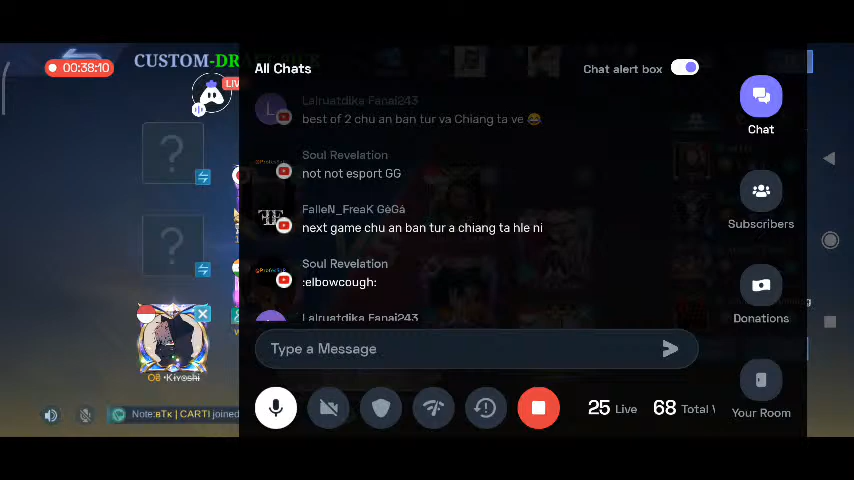 00:38:10
CUSTOM-DR
LIV
All Chats
Chat alert box
Chat
Lalruatdika Fanai243
best of 2 chu an ban tur va Chiang ta ve 😂
Soul Revelation
not not esport GG
FalleN_FreaK GèGà
next game chu an ban tur a chiang ta hle ni
Soul Revelation
:elbowcough:
Lalruatdika Fanai243
Subscribers
Donations
Type a Message
Your Room
Note:вTк | CARTI joined
25 Live
68 Total